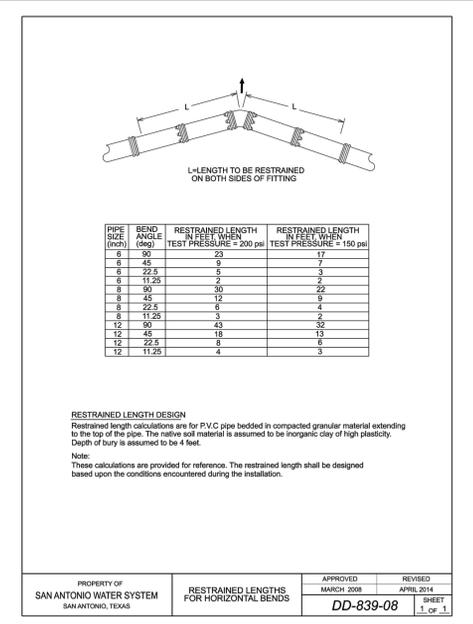 L
L
L=LENGTH TO BE RESTRAINED
ON BOTH SIDES OF FITTING
PIPE SIZE (inch) BEND ANGLE (deg) RESTRAINED LENGTH IN FEET, WHEN TEST PRESSURE = 200 psi RESTRAINED LENGTH IN FEET, WHEN TEST PRESSURE = 150 psi
6 90 23 17
6 45 9 7
6 22.5 5 3
6 11.25 2 2
8 90 30 22
8 45 12 9
8 22.5 6 4
8 11.25 3 2
12 90 43 32
12 45 18 13
12 22.5 8 6
12 11.25 4 3
RESTRAINED LENGTH DESIGN
Restrained length calculations are for P.V.C pipe bedded in compacted granular material extending
to the top of the pipe. The native soil material is assumed to be inorganic clay of high plasticity.
Depth of bury is assumed to be 4 feet.
Note:
These calculations are provided for reference. The restrained length shall be designed
based upon the conditions encountered during the installation.
PROPERTY OF
SAN ANTONIO WATER SYSTEM
SAN ANTONIO, TEXAS
RESTRAINED LENGTHS
FOR HORIZONTAL BENDS
APPROVED REVISED
MARCH 2008 APRIL 2014
DD-839-08
SHEET
1 OF 1